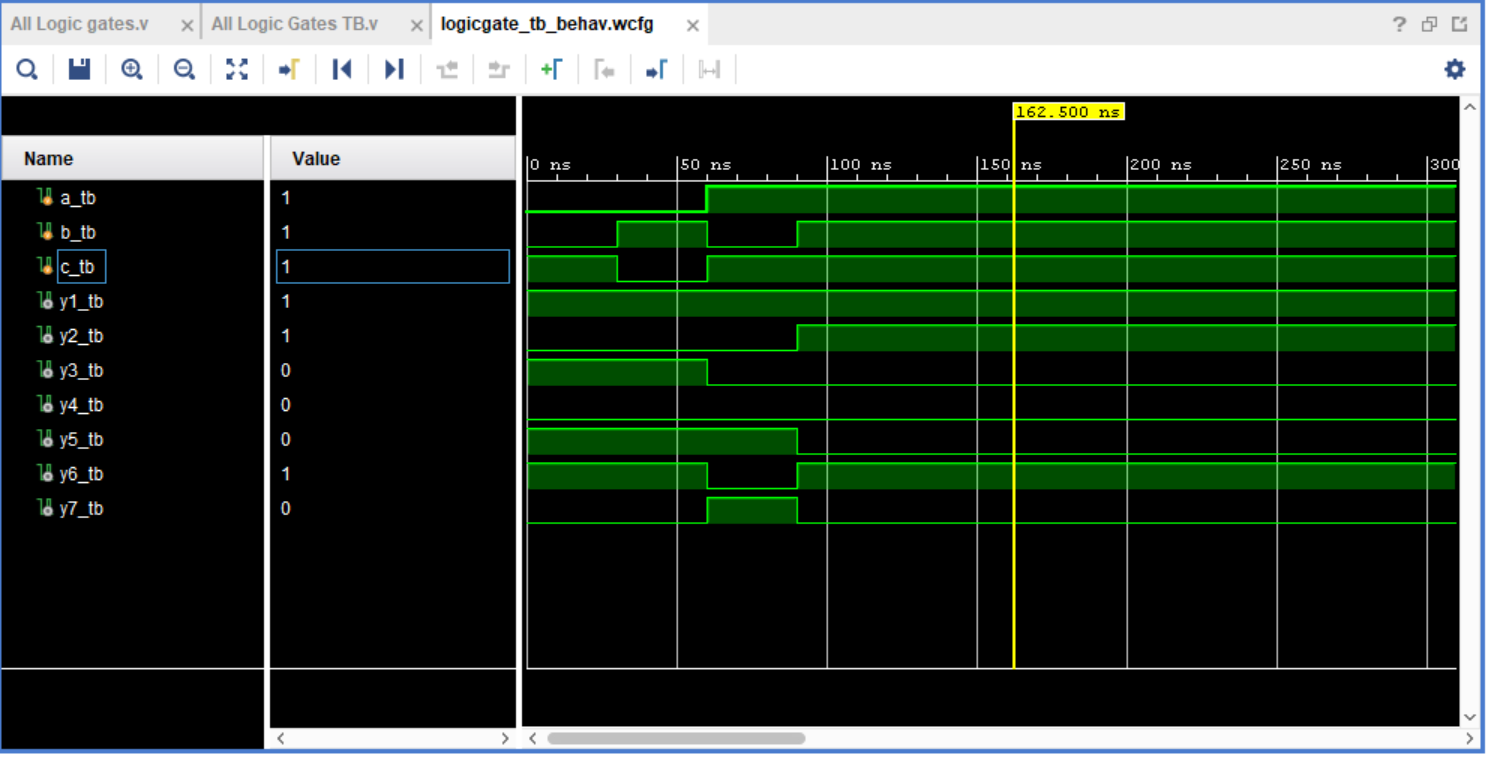 All Logic gates.v × All Logic Gates TB.v × logicgate_tb_behav.wcfg × ?
162.500 ns
Name Value 0 ns 50 ns 100 ns 150 ns 200 ns 250 ns 300
a_tb 1
b_tb 1
c_tb 1
y1_tb 1
y2_tb 1
y3_tb 0
y4_tb 0
y5_tb 0
y6_tb 1
y7_tb 0